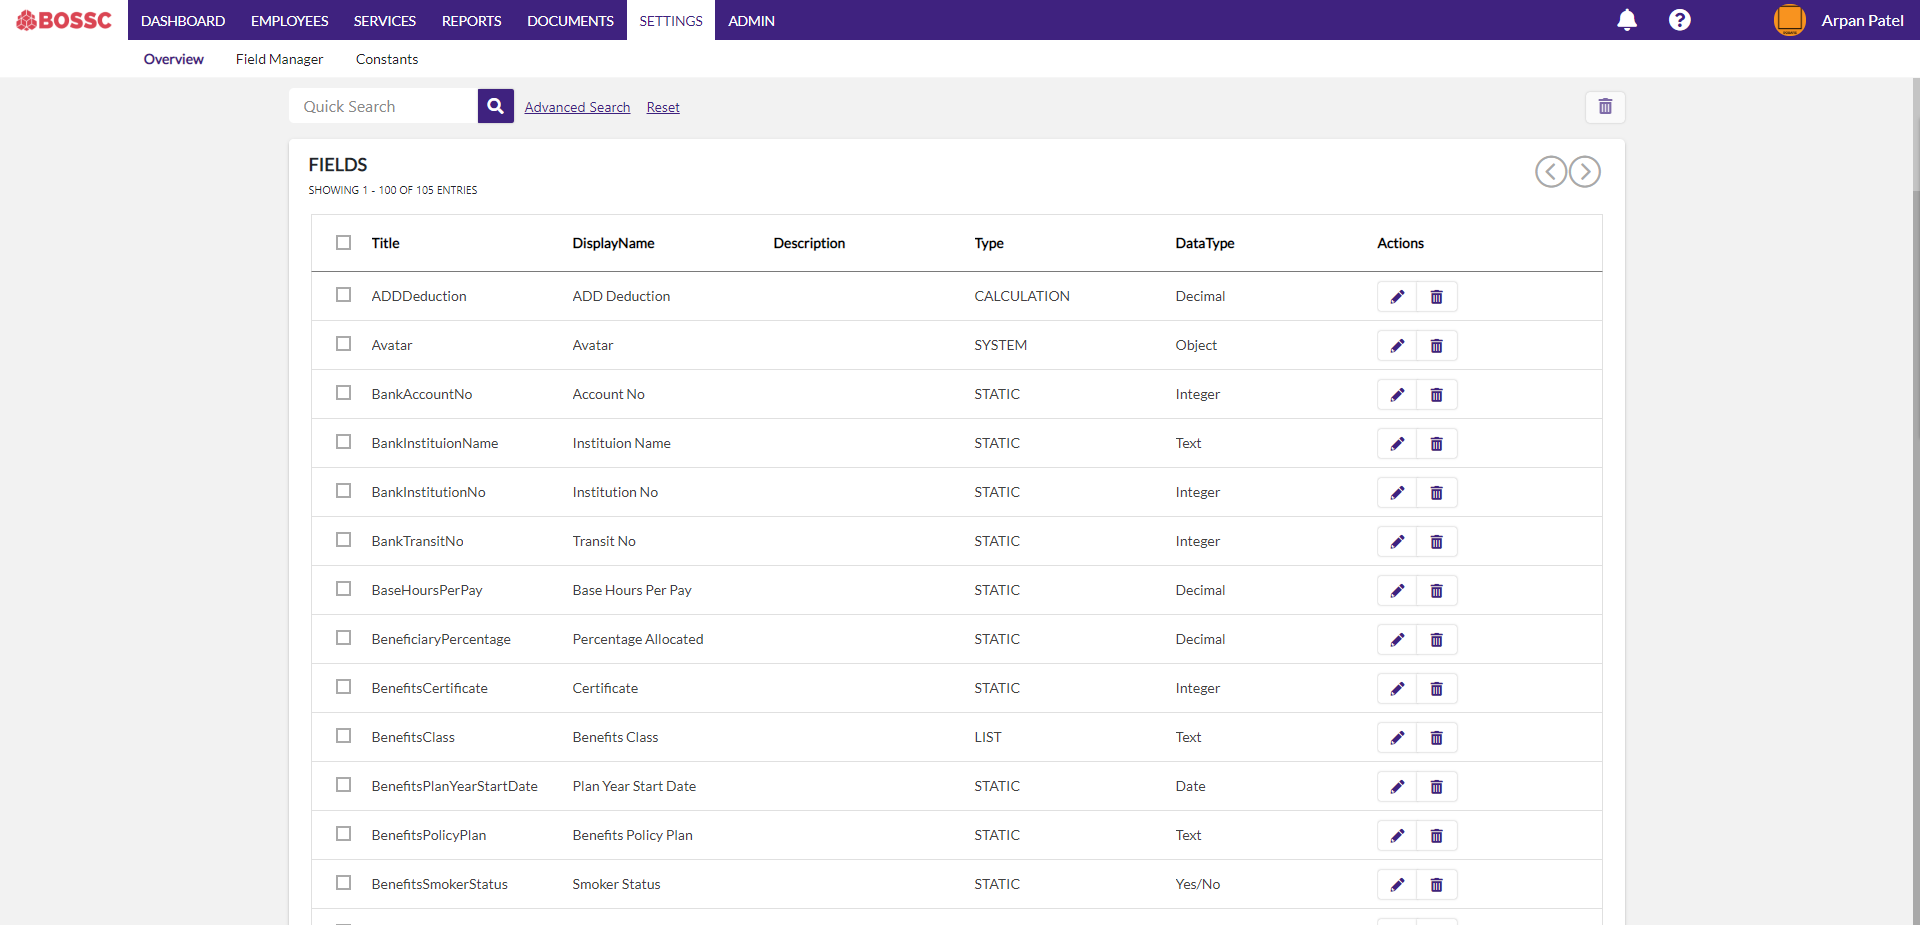 BOSSC DASHBOARD EMPLOYEES SERVICES REPORTS DOCUMENTS SETTINGS ADMIN ? Arpan Patel
Overview Field Manager Constants
Quick Search Advanced Search Reset
FIELDS
SHOWING 1 - 100 OF 105 ENTRIES
Title DisplayName Description Type DataType Actions
ADDDeduction ADD Deduction CALCULATION Decimal
Avatar Avatar SYSTEM Object
BankAccountNo Account No STATIC Integer
BankInstituionName Instituion Name STATIC Text
BankInstitutionNo Institution No STATIC Integer
BankTransitNo Transit No STATIC Integer
BaseHoursPerPay Base Hours Per Pay STATIC Decimal
BeneficiaryPercentage Percentage Allocated STATIC Decimal
BenefitsCertificate Certificate STATIC Integer
BenefitsClass Benefits Class LIST Text
BenefitsPlanYearStartDate Plan Year Start Date STATIC Date
BenefitsPolicyPlan Benefits Policy Plan STATIC Text
BenefitsSmokerStatus Smoker Status STATIC Yes/No